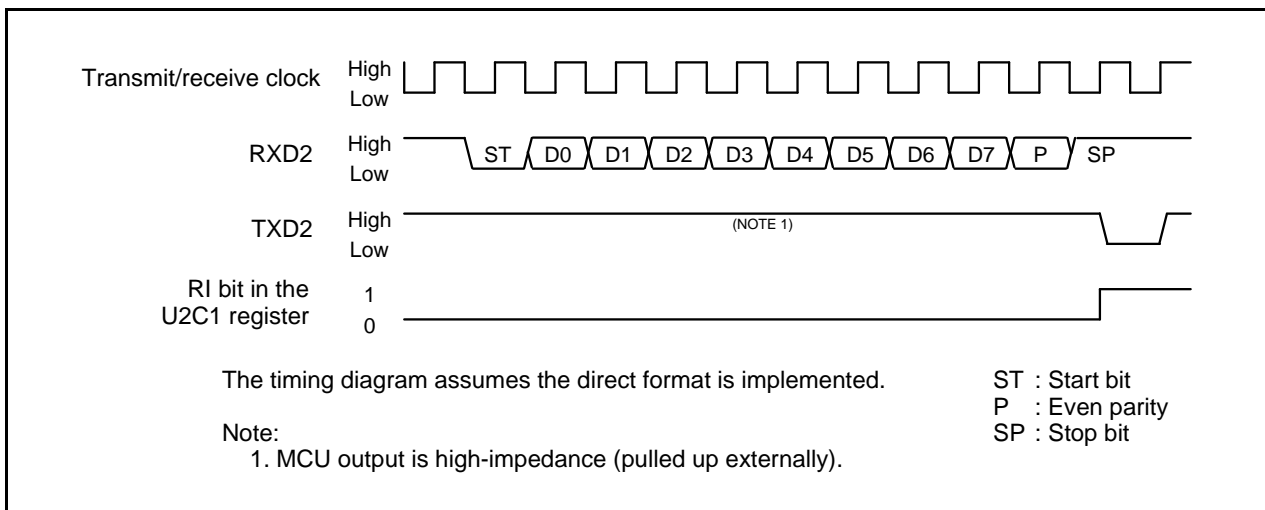 Transmit/receive clock
High
Low
RXD2
High
Low
ST D0 D1 D2 D3 D4 D5 D6 D7 P SP
TXD2
High
Low
(NOTE 1)
RI bit in the
U2C1 register
1
0
The timing diagram assumes the direct format is implemented.
Note:
1. MCU output is high-impedance (pulled up externally).
ST : Start bit
P : Even parity
SP : Stop bit